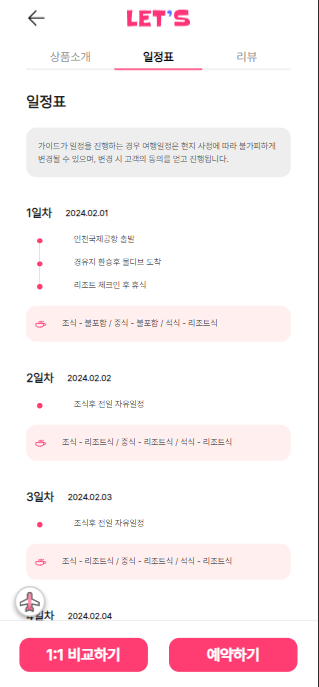 LET'S
상품소개 일정표 리뷰
일정표
가이드가 일정을 진행하는 경우 여행일정은 현지 사정에 따라 불가피하게
변경될 수 있으며, 변경 시 고객의 동의를 얻고 진행됩니다.
1일차 2024.02.01
인천국제공항 출발
경유지 환승후 몰디브 도착
리조트 체크인 후 휴식
조식 - 불포함 / 중식 - 불포함 / 석식 - 리조트식
2일차 2024.02.02
조식후 전일 자유일정
조식 - 리조트식 / 중식 - 리조트식 / 석식 - 리조트식
3일차 2024.02.03
조식후 전일 자유일정
조식 - 리조트식 / 중식 - 리조트식 / 석식 - 리조트식
4일차 2024.02.04
1:1 비교하기 예약하기